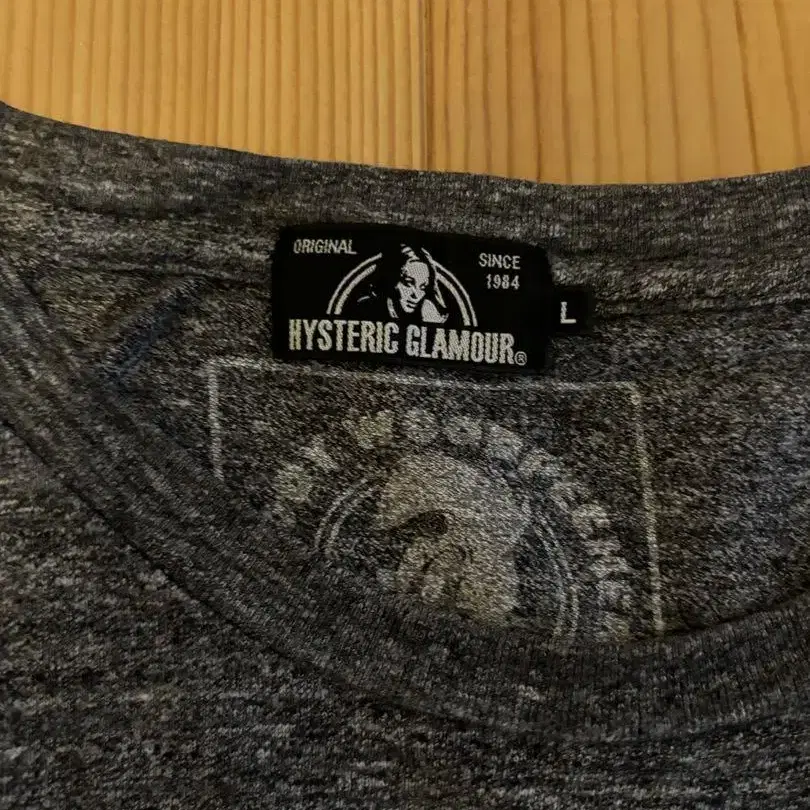 ORIGINAL
SINCE
1984
HYSTERIC GLAMOUR®
L